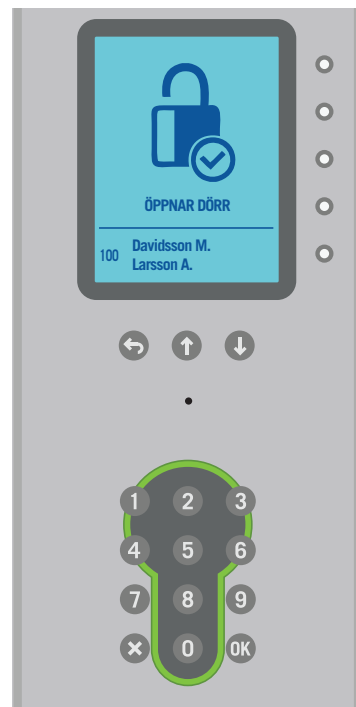 ÖPPNAR DÖRR
100 Davidsson M.
Larsson A.
1 2 3
4 5 6
7 8 9
0 OK